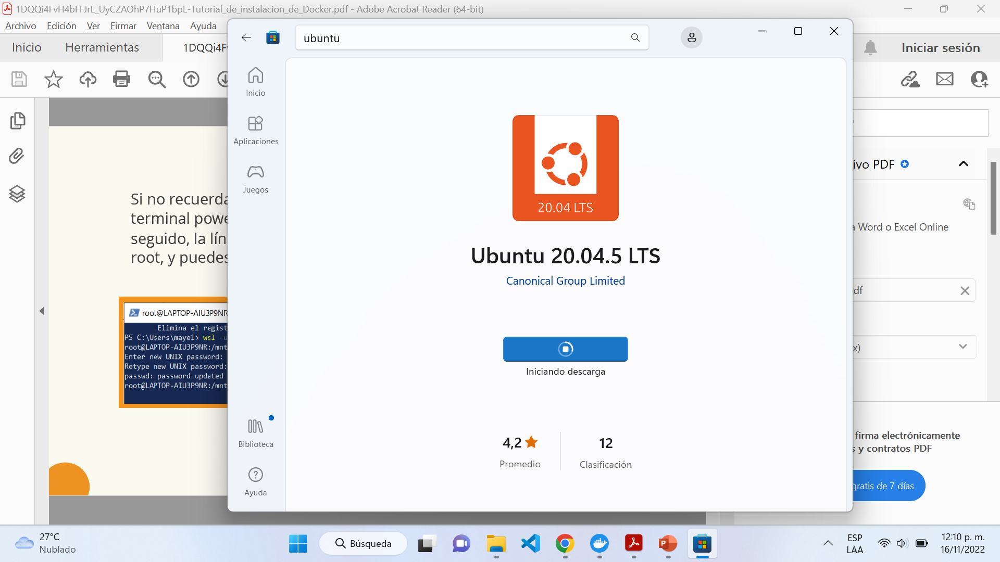 1DQQi4FvH4bFFJrL_UyCZAOhP7HuP1bpL-Tutorial_de_instalacion_de_Docker.pdf - Adobe Acrobat Reader (64-bit)
Archivo Edición Ver Firmar Ventana Ayuda
Inicio Herramientas 1DQQi4F
Iniciar sesión
ubuntu
Inicio
Aplicaciones
Juegos
Biblioteca
Ayuda
20.04 LTS
Ubuntu 20.04.5 LTS
Canonical Group Limited
Iniciando descarga
4,2
Promedio
12
Clasificación
Si no recuerda
terminal powe
seguido, la lín
root, y puedes
root@LAPTOP-AIU3P9NR
Elimina el regist
PS C:\Users\maye1> wsl -u
root@LAPTOP-AIU3P9NR:/mnt
Enter new UNIX password:
Retype new UNIX password:
passwd: password updated
root@LAPTOP-AIU3P9NR:/mnt
ivo PDF
a Word o Excel Online
df
x)
firma electrónicamente
s y contratos PDF
gratis de 7 días
27°C
Nublado
Búsqueda
ESP
LAA
12:10 p. m.
16/11/2022